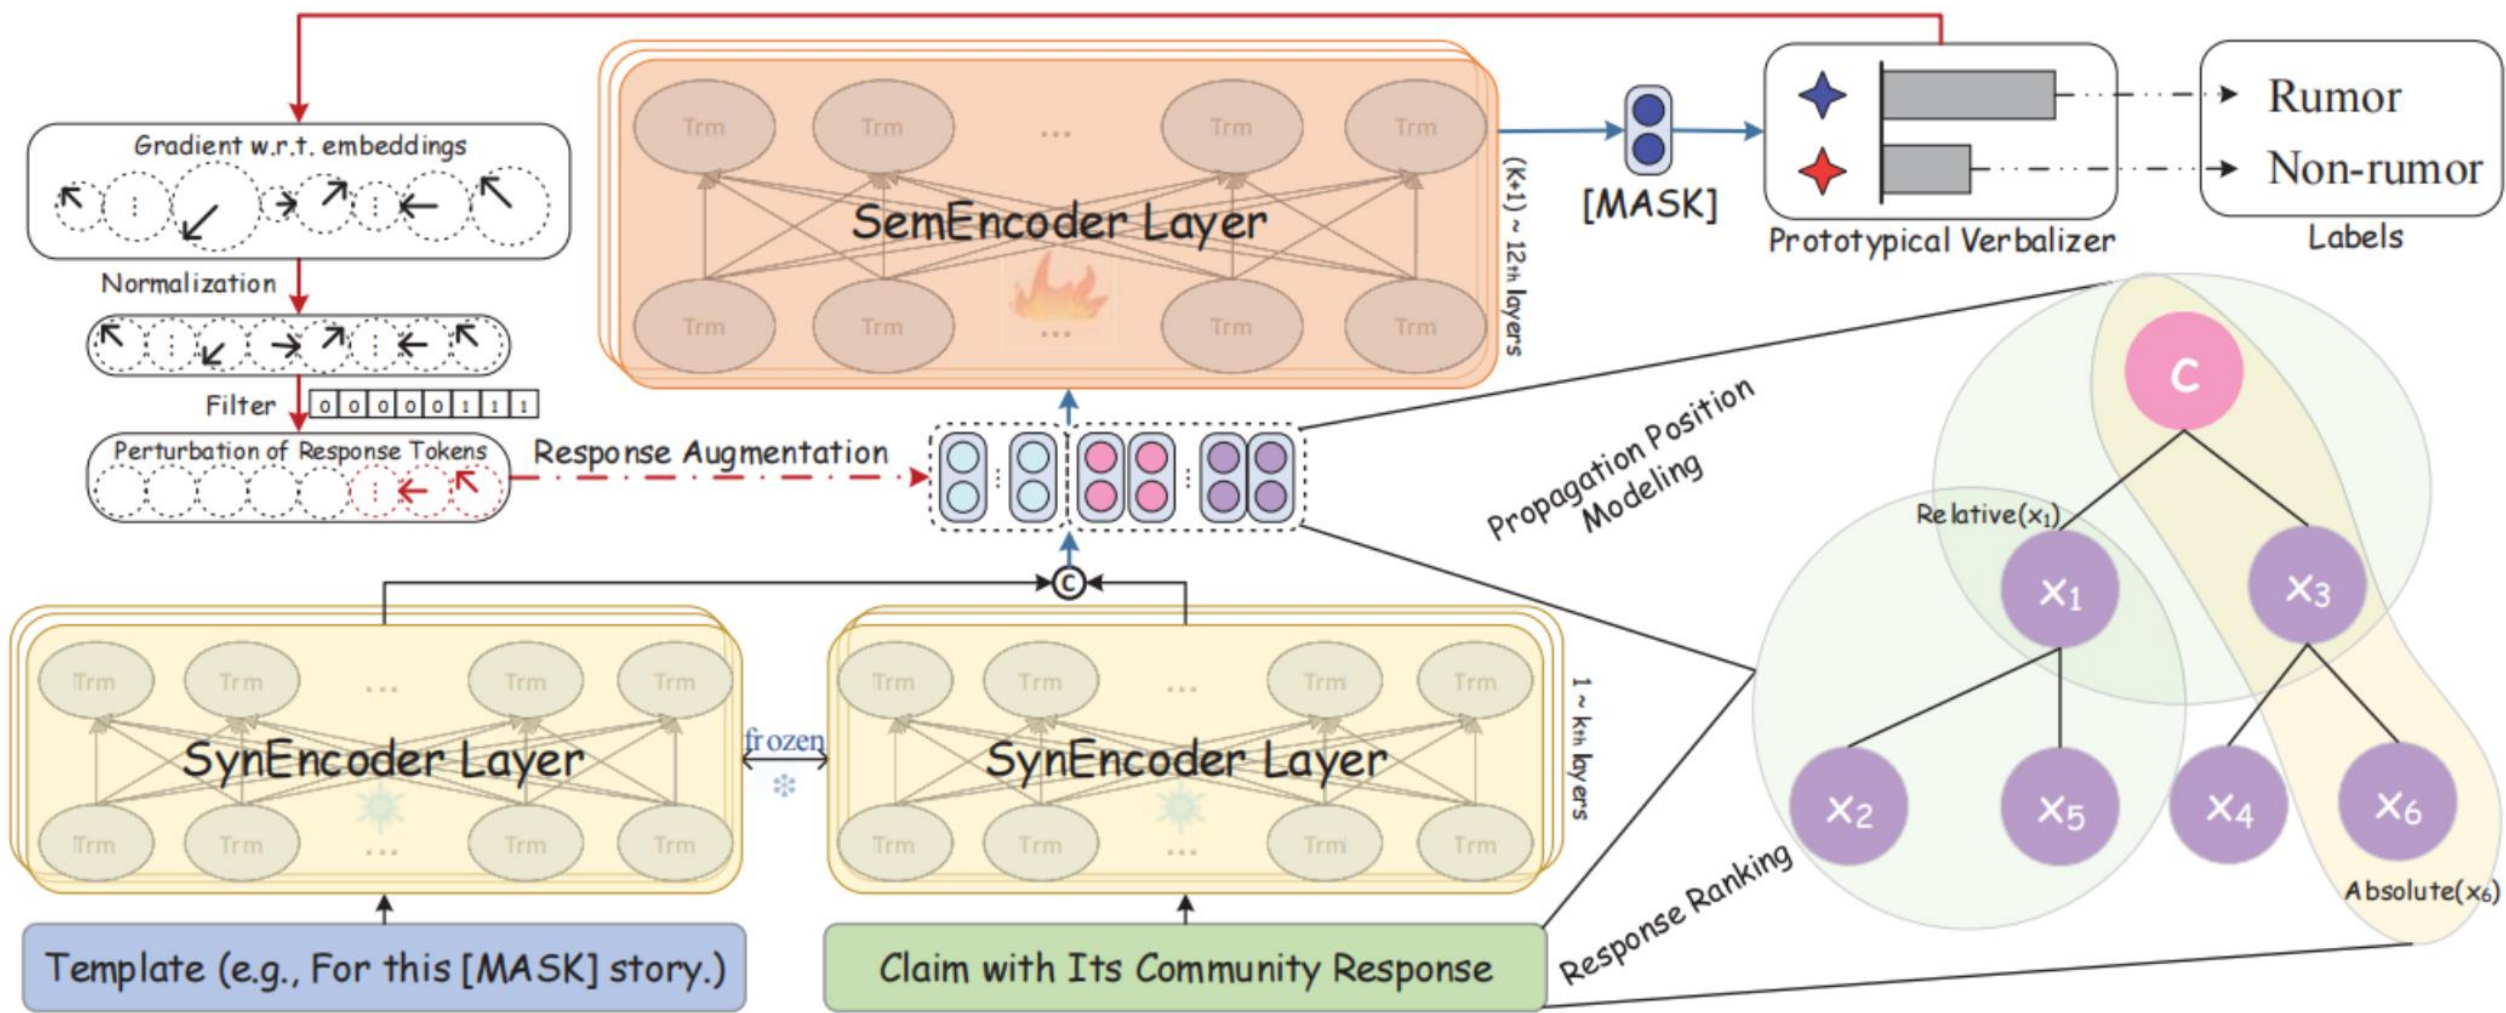 Gradient w.r.t. embeddings
Normalization
Filter
0 0 0 0 0 1 1 1
Perturbation of Response Tokens
Response Augmentation
Trm Trm ... Trm Trm
SemEncoder Layer
Trm Trm ... Trm Trm
(K+1) ~ 12th layers
[MASK]
Prototypical Verbalizer
Rumor
Non-rumor
Labels
C
Trm Trm ... Trm Trm
SynEncoder Layer
Trm Trm ... Trm Trm
frozen
Trm Trm ... Trm Trm
SynEncoder Layer
Trm Trm ... Trm Trm
1 ~ kth layers
Template (e.g., For this [MASK] story.)
Claim with Its Community Response
Propagation Position
Modeling
Response Ranking
C
Relative(x1)
x1
x3
x2
x5
x4
x6
Absolute(x6)